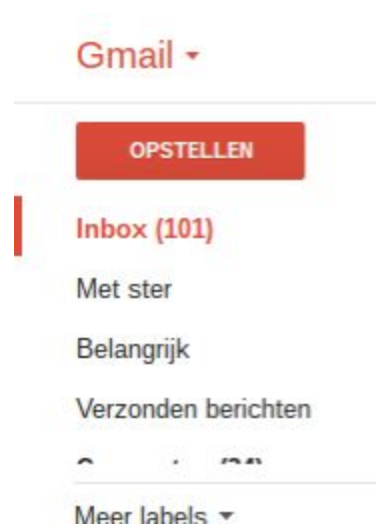 Gmail
OPSTELLEN
Inbox (101)
Met ster
Belangrijk
Verzonden berichten
Meer labels